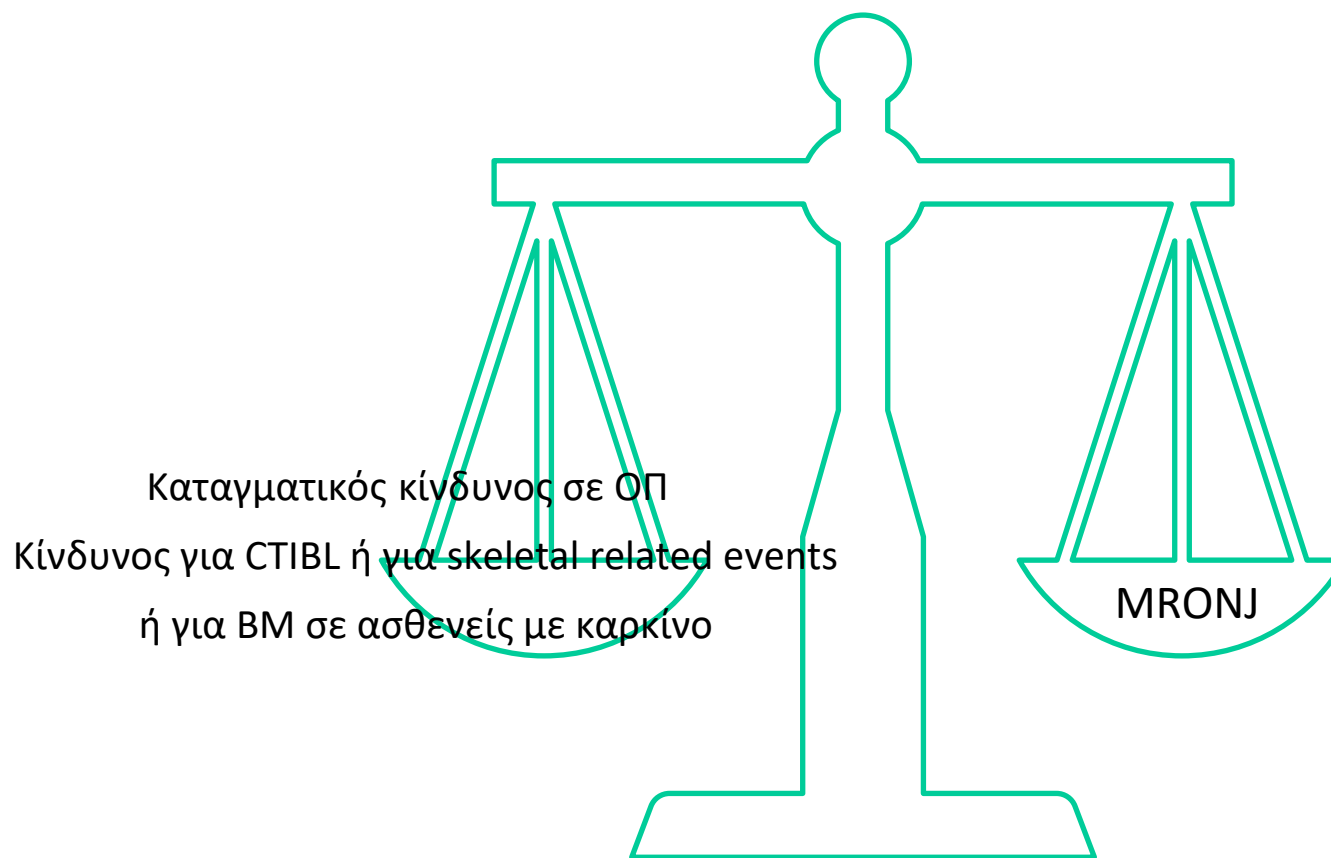 Καταγματικός κίνδυνος σε ΟΠ
Κίνδυνος για CTIBL ή για skeletal related events
ή για BM σε ασθενείς με καρκίνο
MRONJ